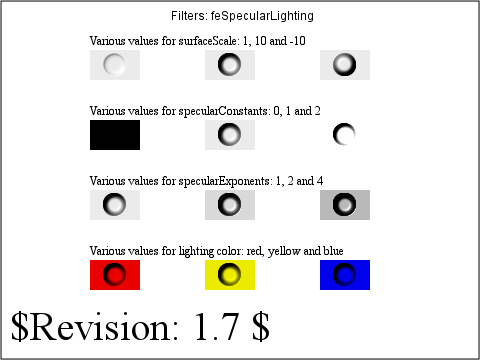 Filters: feSpecularLighting
Various values for surfaceScale: 1, 10 and -10
Various values for specularConstants: 0, 1 and 2
Various values for specularExponents: 1, 2 and 4
Various values for lighting color: red, yellow and blue
$Revision: 1.7 $